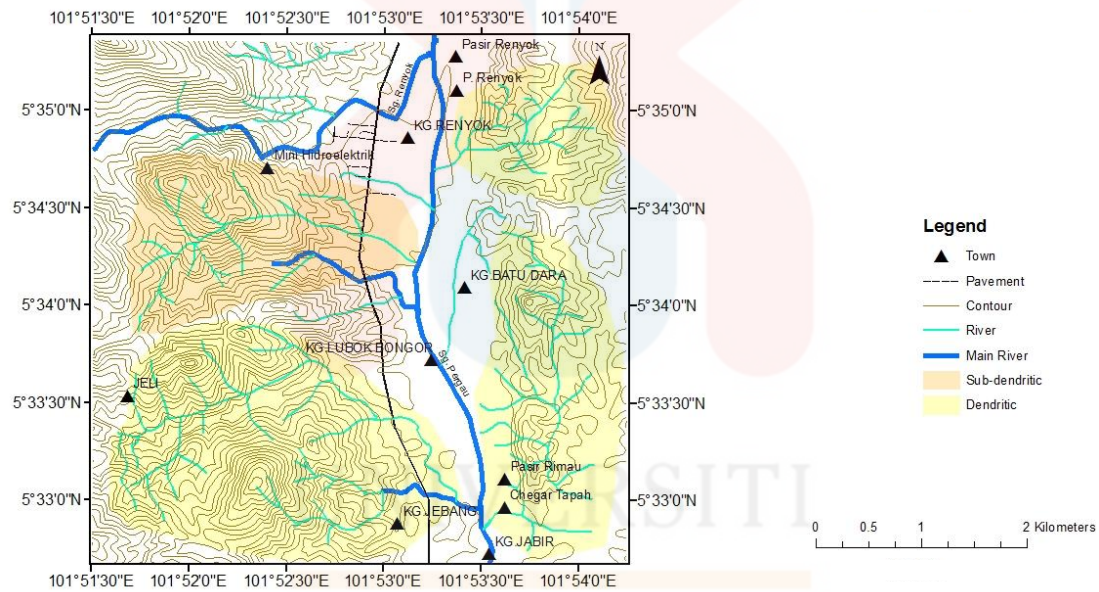 101°51'30"E 101°52'0"E 101°52'30"E 101°53'0"E 101°53'30"E 101°54'0"E
N
Pasir Renyok
P. Renyok
Sg. Renyok
5°35'0"N 5°35'0"N
KG.RENYOK
Mini Hidroelektrik
5°34'30"N 5°34'30"N
KG.BATU DARA
5°34'0"N 5°34'0"N
KG.LUBOK BONGOR
Sg. Pergau
JELI
5°33'30"N 5°33'30"N
Pasir Rimau
Chegar Tapah
5°33'0"N 5°33'0"N
KG.JEBANG
KG.JABIR
101°51'30"E 101°52'0"E 101°52'30"E 101°53'0"E 101°53'30"E 101°54'0"E
Legend
Town
Pavement
Contour
River
Main River
Sub-dendritic
Dendritic
0 0.5 1 2 Kilometers